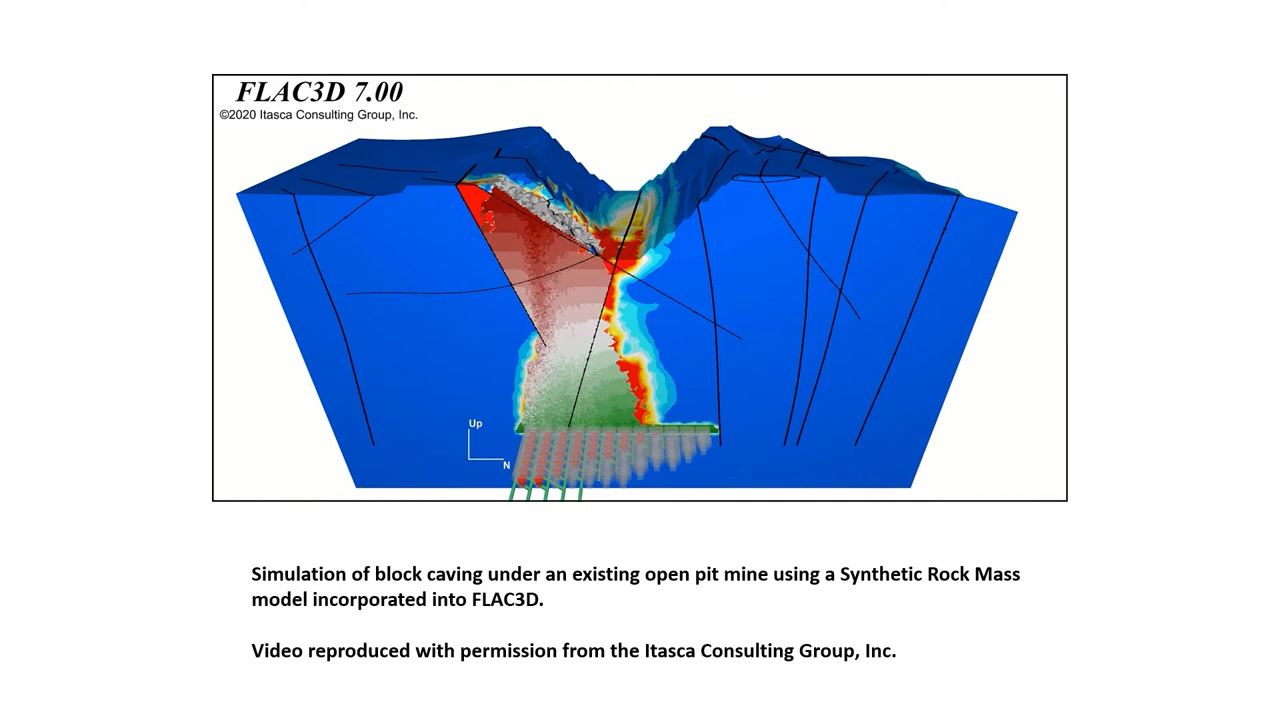 FLAC3D 7.00
©2020 Itasca Consulting Group, Inc.
Up
N
Simulation of block caving under an existing open pit mine using a Synthetic Rock Mass
model incorporated into FLAC3D.
Video reproduced with permission from the Itasca Consulting Group, Inc.